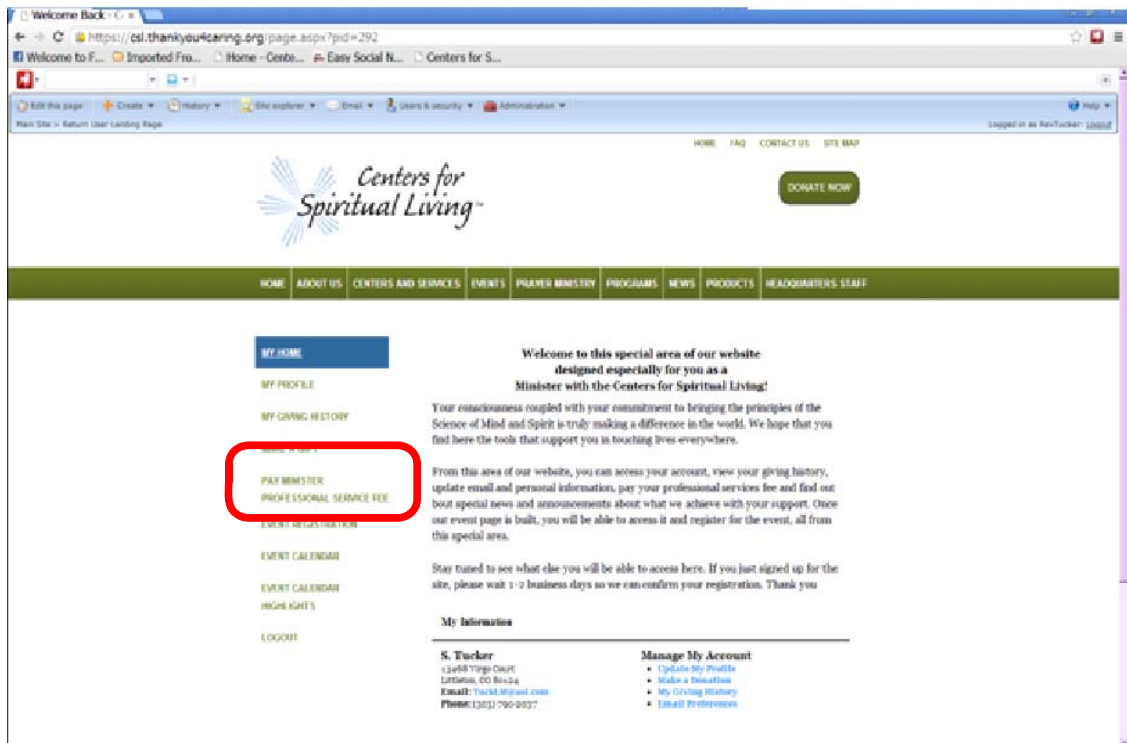 Welcome Back - C
https://csl.thankyou4caring.org/page.aspx?pid=292
Welcome to F... Imported Fro... Home - Cente... Easy Social N... Centers for S...
Edit this page Create History Site explorer Email Users & security Administration Help
Main Site > Return User Landing Page Logged in as RevTucker: Logout
HOME FAQ CONTACT US SITE MAP
Centers for
Spiritual Living
DONATE NOW
HOME ABOUT US CENTERS AND SERVICES EVENTS PRAYER MINISTRY PROGRAMS NEWS PRODUCTS HEADQUARTERS STAFF
MY HOME
MY PROFILE
MY GIVING HISTORY
MAKE A GIFT
PAY MINISTER
PROFESSIONAL SERVICE FEE
EVENT REGISTRATION
EVENT CALENDAR
EVENT CALENDAR
HIGHLIGHTS
LOGOUT
Welcome to this special area of our website
designed especially for you as a
Minister with the Centers for Spiritual Living!
Your consciousness coupled with your commitment to bringing the principles of the
Science of Mind and Spirit is truly making a difference in the world. We hope that you
find here the tools that support you in touching lives everywhere.
From this area of our website, you can access your account, view your giving history,
update email and personal information, pay your professional services fee and find out
bout special news and announcements about what we achieve with your support. Once
our event page is built, you will be able to access it and register for the event, all from
this special area.
Stay tuned to see what else you will be able to access here. If you just signed up for the
site, please wait 1-2 business days so we can confirm your registration. Thank you
My Information
S. Tucker
13468 Virgo Court
Littleton, CO 80124
Email:
Phone: (303) 790-2037
Manage My Account
Update My Profile
Make a Donation
My Giving History
Email Preferences